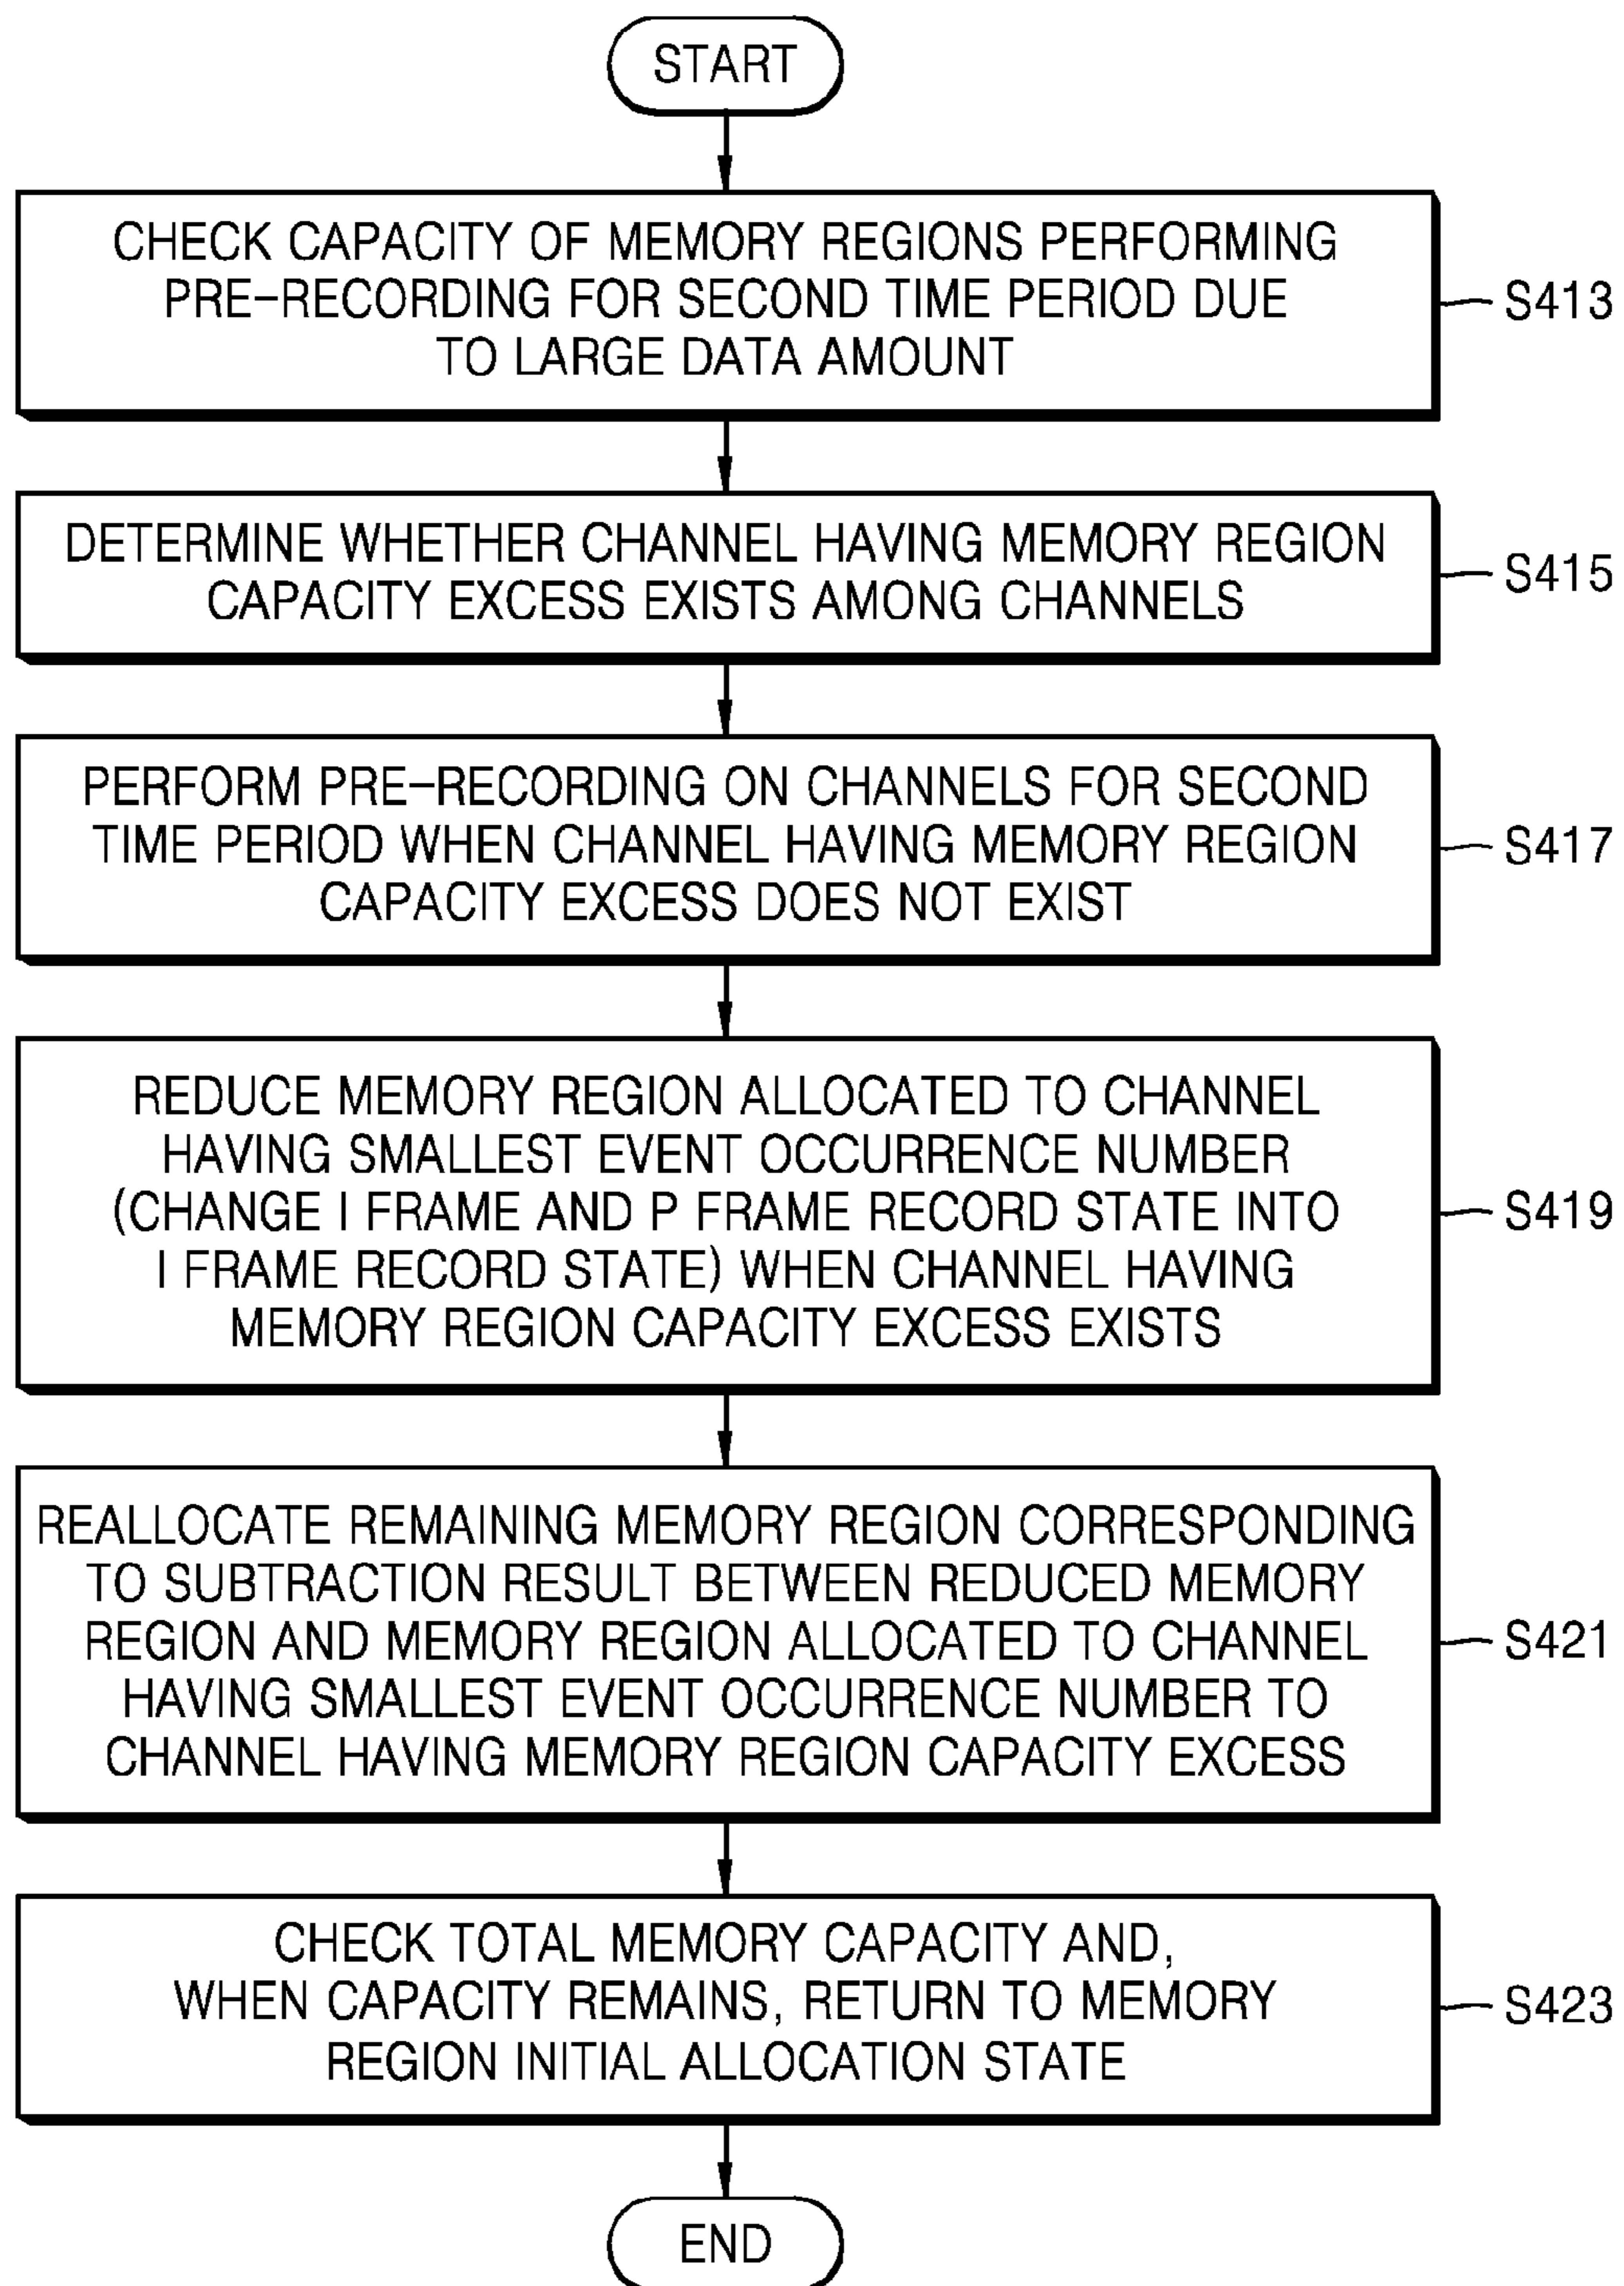 START
CHECK CAPACITY OF MEMORY REGIONS PERFORMING
PRE-RECORDING FOR SECOND TIME PERIOD DUE
TO LARGE DATA AMOUNT
S413
DETERMINE WHETHER CHANNEL HAVING MEMORY REGION
CAPACITY EXCESS EXISTS AMONG CHANNELS
S415
PERFORM PRE-RECORDING ON CHANNELS FOR SECOND
TIME PERIOD WHEN CHANNEL HAVING MEMORY REGION
CAPACITY EXCESS DOES NOT EXIST
S417
REDUCE MEMORY REGION ALLOCATED TO CHANNEL
HAVING SMALLEST EVENT OCCURRENCE NUMBER
(CHANGE I FRAME AND P FRAME RECORD STATE INTO
I FRAME RECORD STATE) WHEN CHANNEL HAVING
MEMORY REGION CAPACITY EXCESS EXISTS
S419
REALLOCATE REMAINING MEMORY REGION CORRESPONDING
TO SUBTRACTION RESULT BETWEEN REDUCED MEMORY
REGION AND MEMORY REGION ALLOCATED TO CHANNEL
HAVING SMALLEST EVENT OCCURRENCE NUMBER TO
CHANNEL HAVING MEMORY REGION CAPACITY EXCESS
S421
CHECK TOTAL MEMORY CAPACITY AND,
WHEN CAPACITY REMAINS, RETURN TO MEMORY
REGION INITIAL ALLOCATION STATE
S423
END